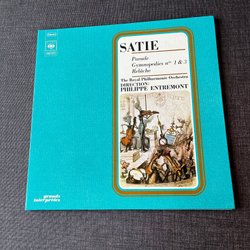 SATIE
Parade
Gymnopédies nos 1 & 3
Relâche
The Royal Philharmonic Orchestra
DIRECTION:
PHILIPPE ENTREMONT
grands
interprètes